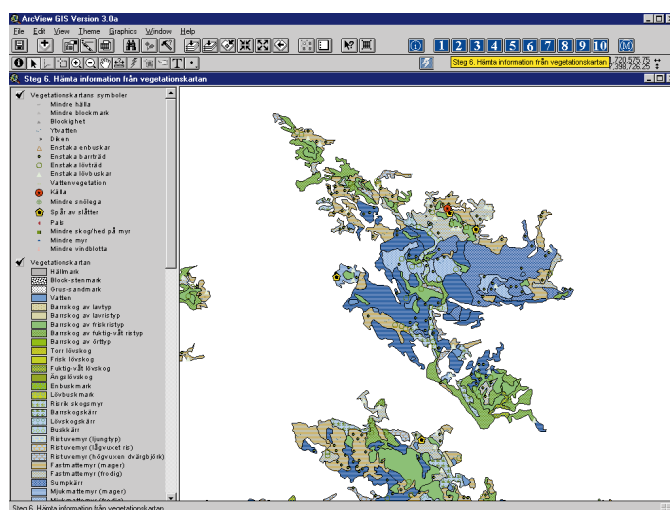 ArcView GIS Version 3.0a
File Edit View Theme Graphics Window Help
1 2 3 4 5 6 7 8 9 10 M
Steg 6. Hämta information från vegetationskartan
Steg 6. Hämta information från vegetationskartan
Vegetationskartans symboler
Mindre hälla
Mindre blockmark
Blockighet
Ytvatten
Diken
Enstaka enbuskar
Enstaka barrträd
Enstaka lövträd
Enstaka lövbuskar
Vattenvegetation
Källa
Mindre snölega
Spår av slåtter
Pals
Mindre skog/hed på myr
Mindre myr
Mindre vindblotta
Vegetationskartan
Hällmark
Block-stenmark
Grus-sandmark
Vatten
Barrskog av lavtyp
Barrskog av lavristyp
Barrskog av friskristyp
Barrskog av fuktig-våt ristyp
Barrskog av örttyp
Torr lövskog
Frisk lövskog
Fuktig-våt lövskog
Ängslövskog
Enbuskmark
Lövbuskmark
Risrik skogsmyr
Barrskogskärr
Lövskogskärr
Buskkärr
Ristuvemyr (ljungtyp)
Ristuvemyr (lågvuxet ris)
Ristuvemyr (högvuxen dvärgbjörk)
Fastmattemyr (mager)
Fastmattemyr (frodig)
Sumpkärr
Mjukmattemyr (mager)
Mjukmattemyr (frodig)
Steg 6. Hämta information från vegetationskartan